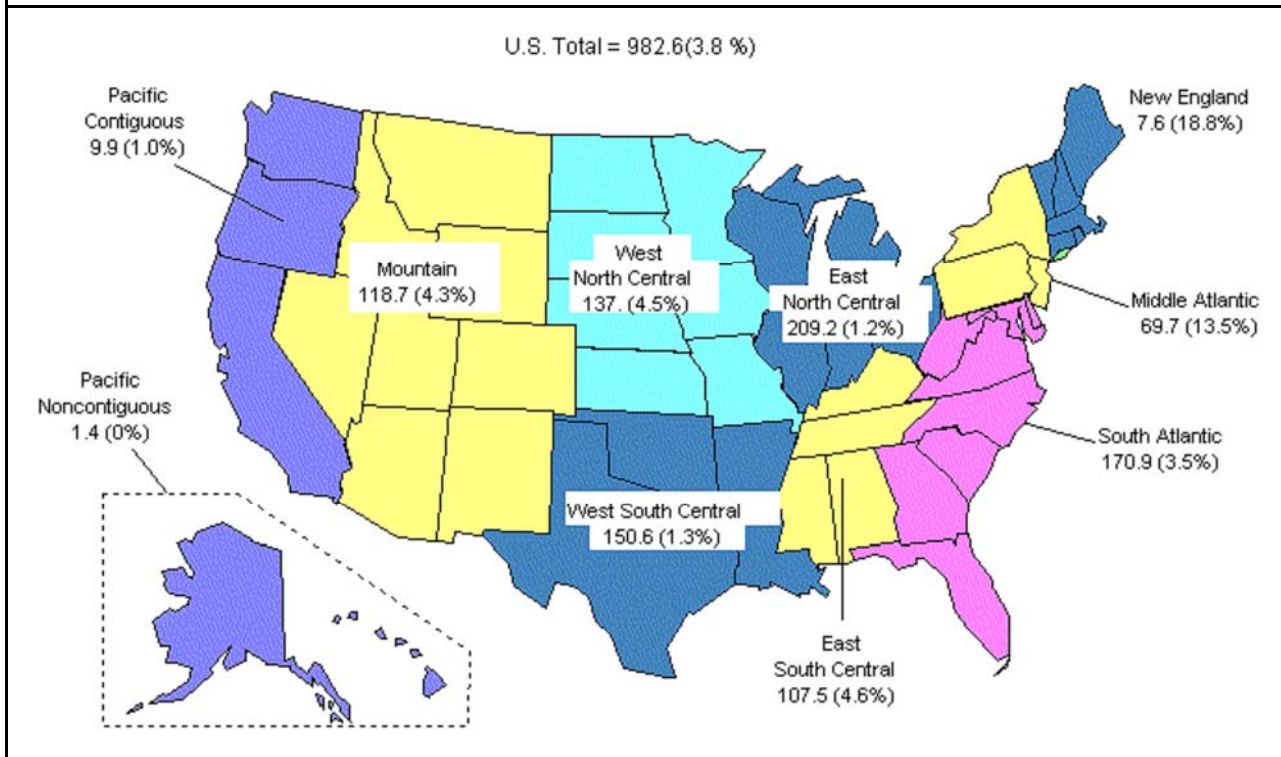 U.S. Total = 982.6(3.8 %)
Pacific
Contiguous
9.9 (1.0%)
New England
7.6 (18.8%)
Mountain
118.7 (4.3%)
West
North Central
137. (4.5%)
East
North Central
209.2 (1.2%)
Middle Atlantic
69.7 (13.5%)
Pacific
Noncontiguous
1.4 (0%)
South Atlantic
170.9 (3.5%)
West South Central
150.6 (1.3%)
East
South Central
107.5 (4.6%)